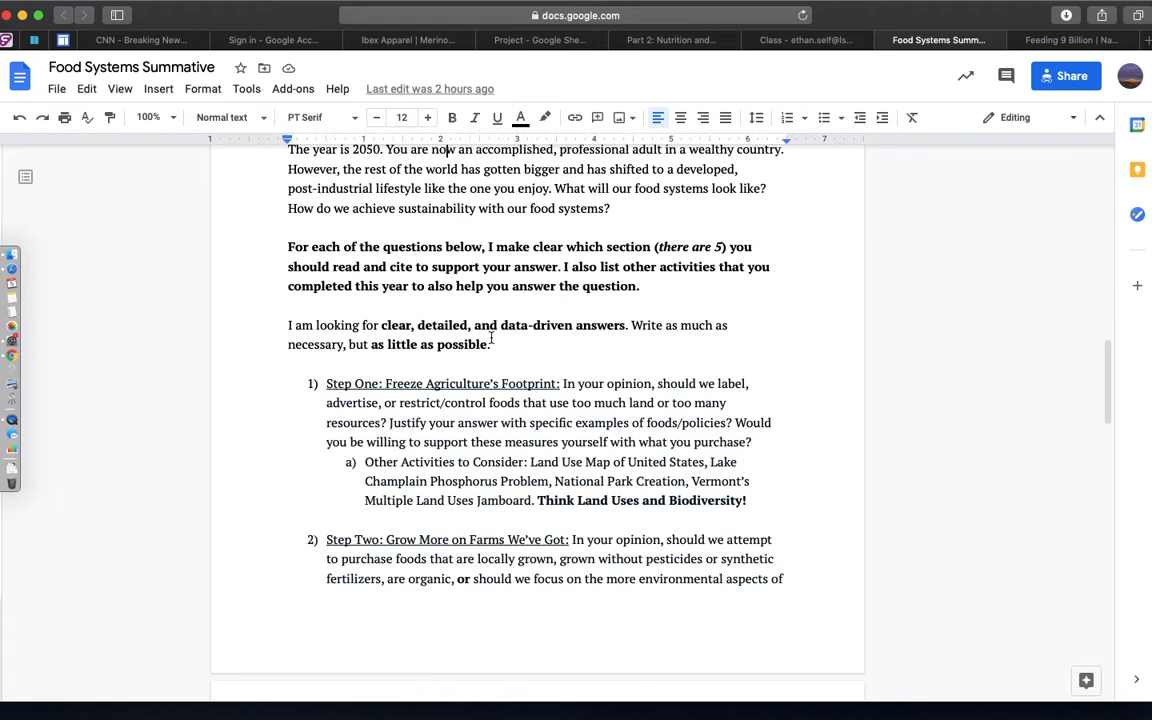 docs.google.com
CNN - Breaking New...
Sign in - Google Acc...
Ibex Apparel | Merino...
Project - Google She...
Part 2: Nutrition and...
Class - ethan.self@ls...
Food Systems Summ...
Feeding 9 Billion | Na...
Food Systems Summative
File Edit View Insert Format Tools Add-ons Help Last edit was 2 hours ago
Share
100% Normal text PT Serif 12 Editing
1 1 2 3 4 5 6 7
The year is 2050. You are now an accomplished, professional adult in a wealthy country.
However, the rest of the world has gotten bigger and has shifted to a developed,
post-industrial lifestyle like the one you enjoy. What will our food systems look like?
How do we achieve sustainability with our food systems?
For each of the questions below, I make clear which section (there are 5) you
should read and cite to support your answer. I also list other activities that you
completed this year to also help you answer the question.
I am looking for clear, detailed, and data-driven answers. Write as much as
necessary, but as little as possible.
1) Step One: Freeze Agriculture's Footprint: In your opinion, should we label,
advertise, or restrict/control foods that use too much land or too many
resources? Justify your answer with specific examples of foods/policies? Would
you be willing to support these measures yourself with what you purchase?
a) Other Activities to Consider: Land Use Map of United States, Lake
Champlain Phosphorus Problem, National Park Creation, Vermont's
Multiple Land Uses Jamboard. Think Land Uses and Biodiversity!
2) Step Two: Grow More on Farms We've Got: In your opinion, should we attempt
to purchase foods that are locally grown, grown without pesticides or synthetic
fertilizers, are organic, or should we focus on the more environmental aspects of